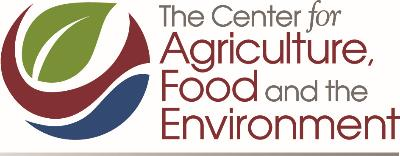 The Center for
Agriculture,
Food and the
Environment